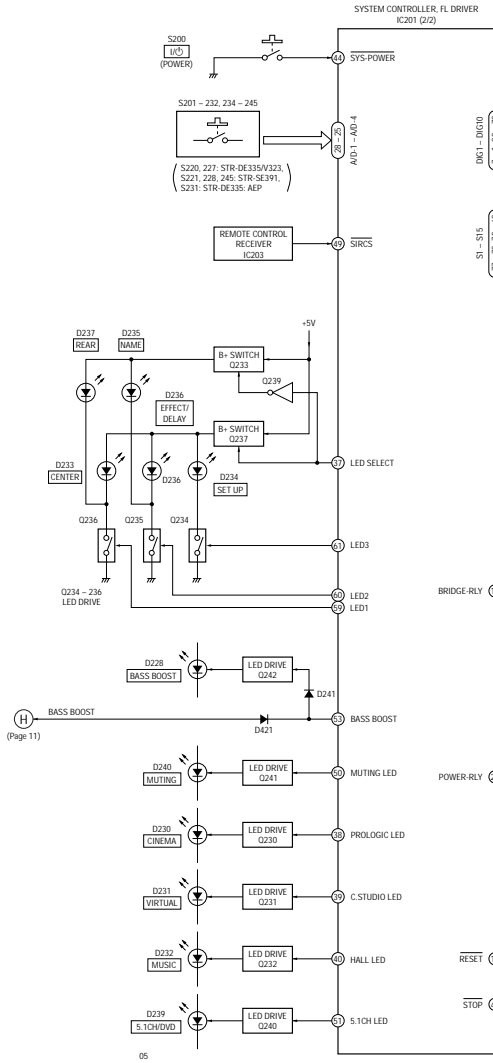 SYSTEM CONTROLLER, FL DRIVER
IC201 (2/2)
S200
I/⏻
(POWER)
44 SYS-POWER
S201 – 232, 234 – 245
28 – 25
A/D-1 – A/D-4
DIG1 – DIG10
(S220, 227: STR-DE335/V323,
S221, 228, 245: STR-SE391,
S231: STR-DE335: AEP)
S1 – S15
REMOTE CONTROL
RECEIVER
IC203
49 SIRCS
+5V
D237
REAR
D235
NAME
B+ SWITCH
Q233
Q239
D236
EFFECT/
DELAY
B+ SWITCH
Q237
37 LED SELECT
D233
CENTER
D236
D234
SET UP
Q236
Q235
Q234
61 LED3
Q234 – 236
LED DRIVE
60 LED2
59 LED1
BRIDGE-RLY
D228
BASS BOOST
LED DRIVE
Q242
D241
H
BASS BOOST
(Page 11)
D421
53 BASS BOOST
D240
MUTING
LED DRIVE
Q241
50 MUTING LED
POWER-RLY
D230
CINEMA
LED DRIVE
Q230
38 PROLOGIC LED
D231
VIRTUAL
LED DRIVE
Q231
39 C.STUDIO LED
D232
MUSIC
LED DRIVE
Q232
40 HALL LED
RESET
STOP
D239
5.1CH/DVD
LED DRIVE
Q240
51 5.1CH LED
05